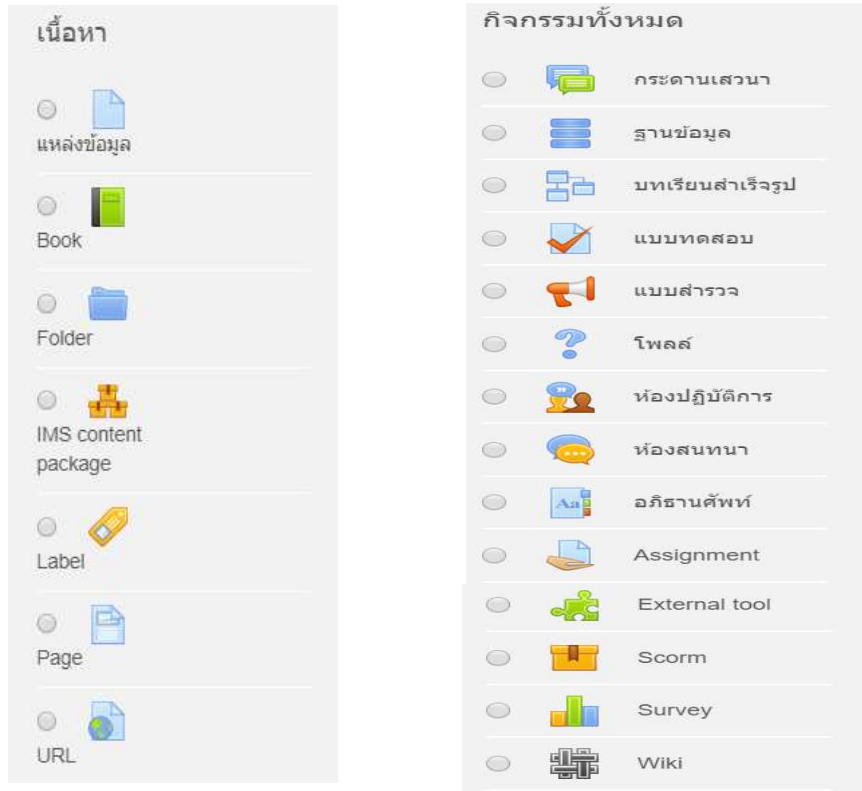 เนื้อหา
แหล่งข้อมูล
Book
Folder
IMS content
package
Label
Page
URL
กิจกรรมทั้งหมด
กระดานเสวนา
ฐานข้อมูล
บทเรียนสำเร็จรูป
แบบทดสอบ
แบบสำรวจ
โพลล์
ห้องปฏิบัติการ
ห้องสนทนา
อภิธานศัพท์
Aa
Assignment
External tool
Scorm
Survey
Wiki